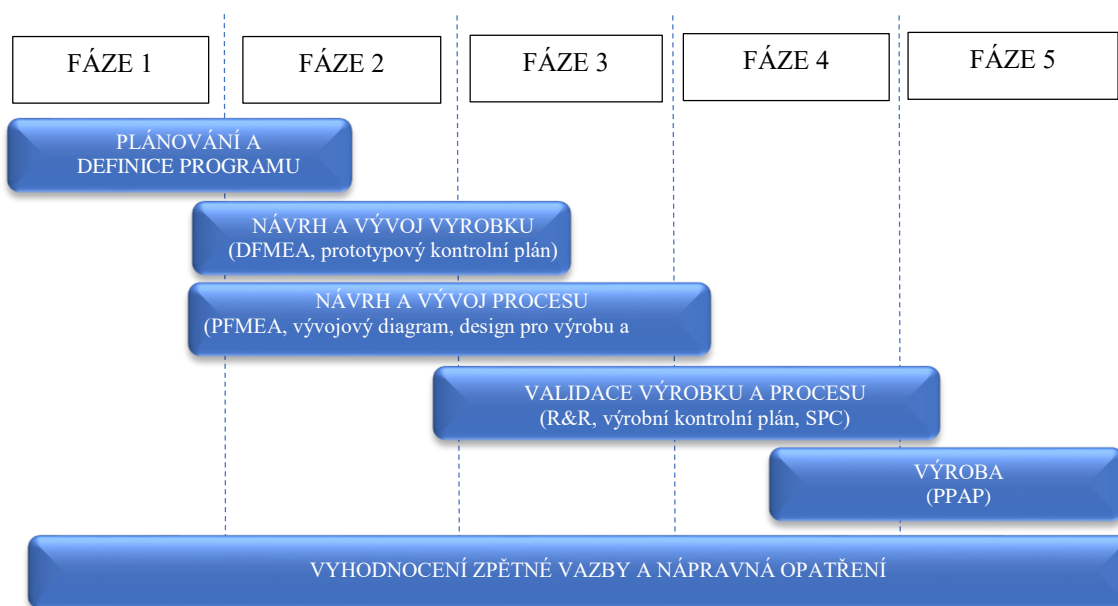 FÁZE 1
FÁZE 2
FÁZE 3
FÁZE 4
FÁZE 5
PLÁNOVÁNÍ A
DEFINICE PROGRAMU
NÁVRH A VÝVOJ VYROBKU
(DFMEA, prototypový kontrolní plán)
NÁVRH A VÝVOJ PROCESU
(PFMEA, vývojový diagram, design pro výrobu a
VALIDACE VÝROBKU A PROCESU
(R&R, výrobní kontrolní plán, SPC)
VÝROBA
(PPAP)
VYHODNOCENÍ ZPĚTNÉ VAZBY A NÁPRAVNÁ OPATŘENÍ